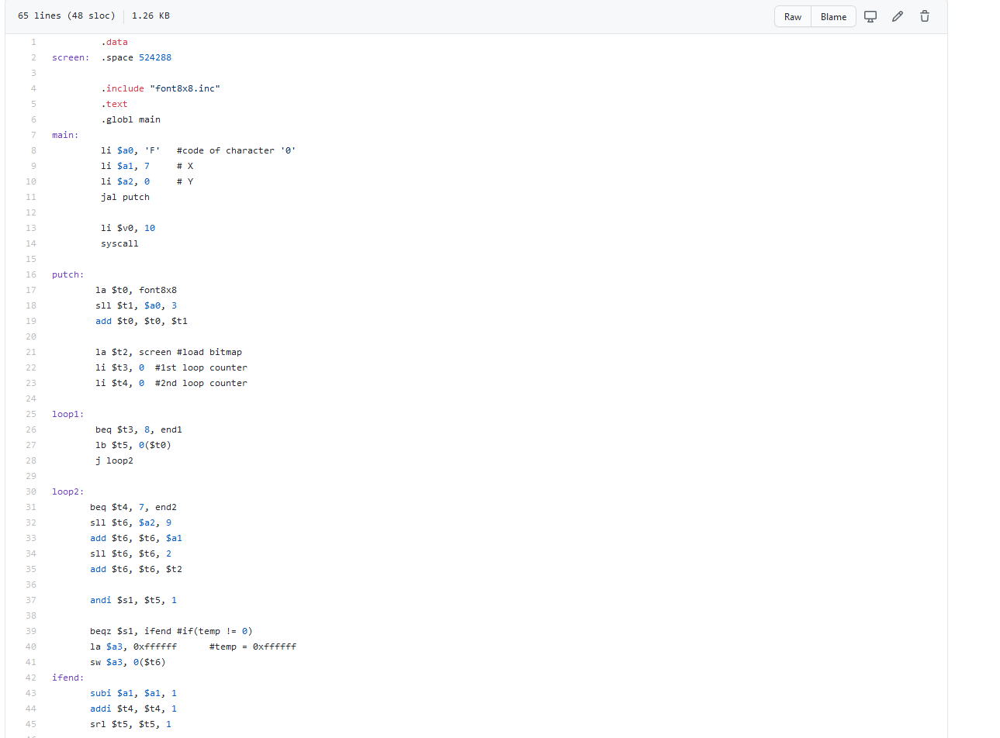 65 lines (48 sloc) 1.26 KB Raw Blame
1 .data
2 screen: .space 524288
3
4 .include "font8x8.inc"
5 .text
6 .globl main
7 main:
8 li $a0, 'F' #code of character '0'
9 li $a1, 7 # X
10 li $a2, 0 # Y
11 jal putch
12
13 li $v0, 10
14 syscall
15
16 putch:
17 la $t0, font8x8
18 sll $t1, $a0, 3
19 add $t0, $t0, $t1
20
21 la $t2, screen #load bitmap
22 li $t3, 0 #1st loop counter
23 li $t4, 0 #2nd loop counter
24
25 loop1:
26 beq $t3, 8, end1
27 lb $t5, 0($t0)
28 j loop2
29
30 loop2:
31 beq $t4, 7, end2
32 sll $t6, $a2, 9
33 add $t6, $t6, $a1
34 sll $t6, $t6, 2
35 add $t6, $t6, $t2
36
37 andi $s1, $t5, 1
38
39 beqz $s1, ifend #if(temp != 0)
40 la $a3, 0xffffff #temp = 0xffffff
41 sw $a3, 0($t6)
42 ifend:
43 subi $a1, $a1, 1
44 addi $t4, $t4, 1
45 srl $t5, $t5, 1